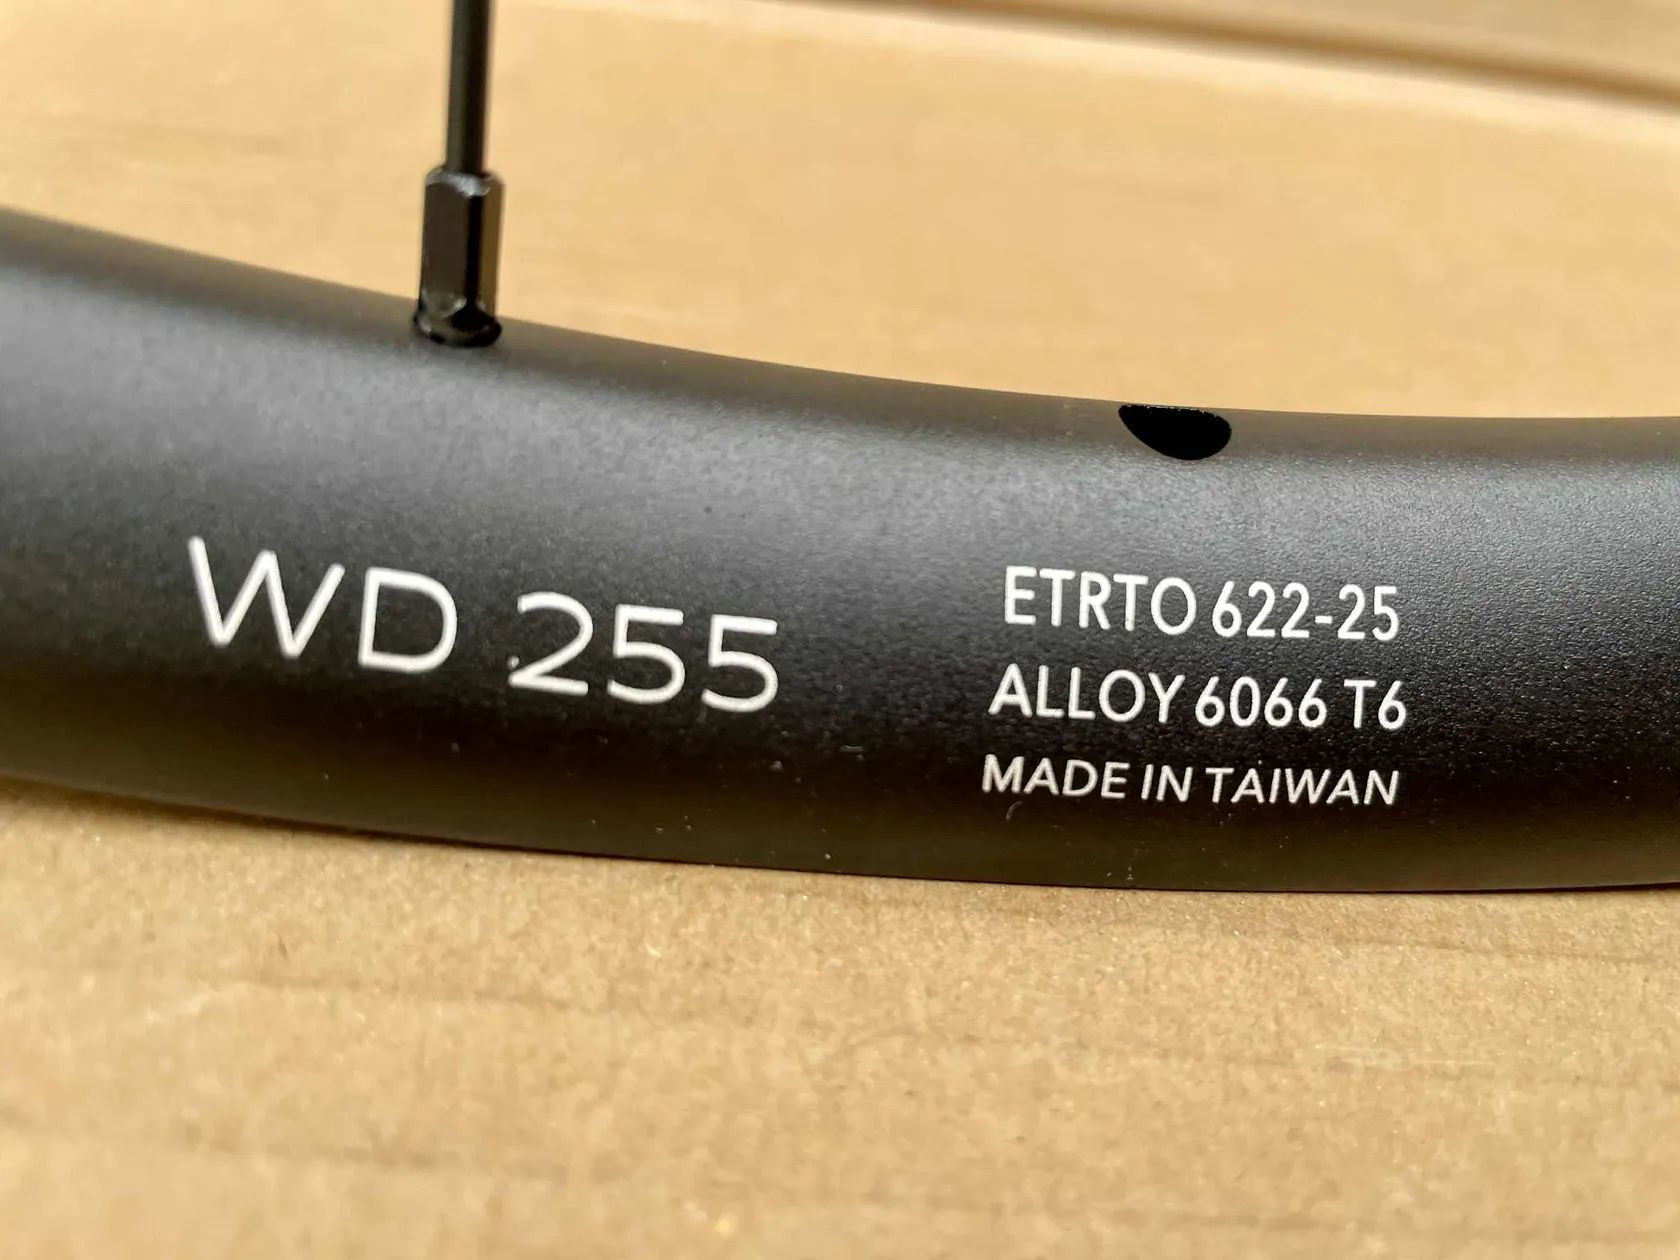 WD 255
ETRTO 622-25
ALLOY 6066 T6
MADE IN TAIWAN